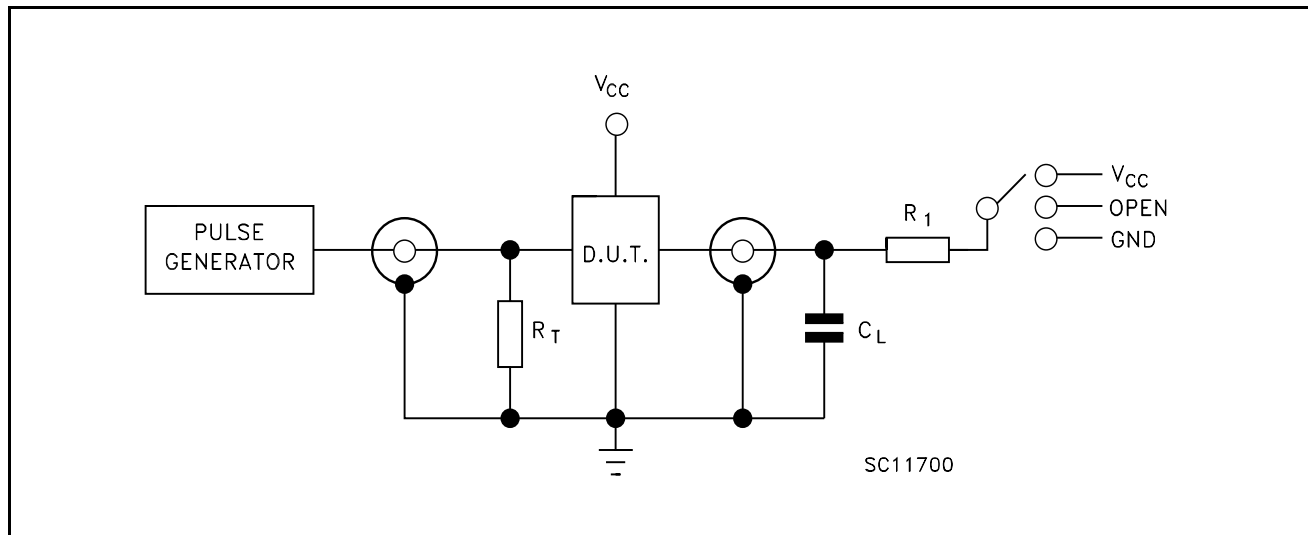 VCC
PULSE
GENERATOR
D.U.T.
RT
CL
R1
VCC
OPEN
GND
SC11700